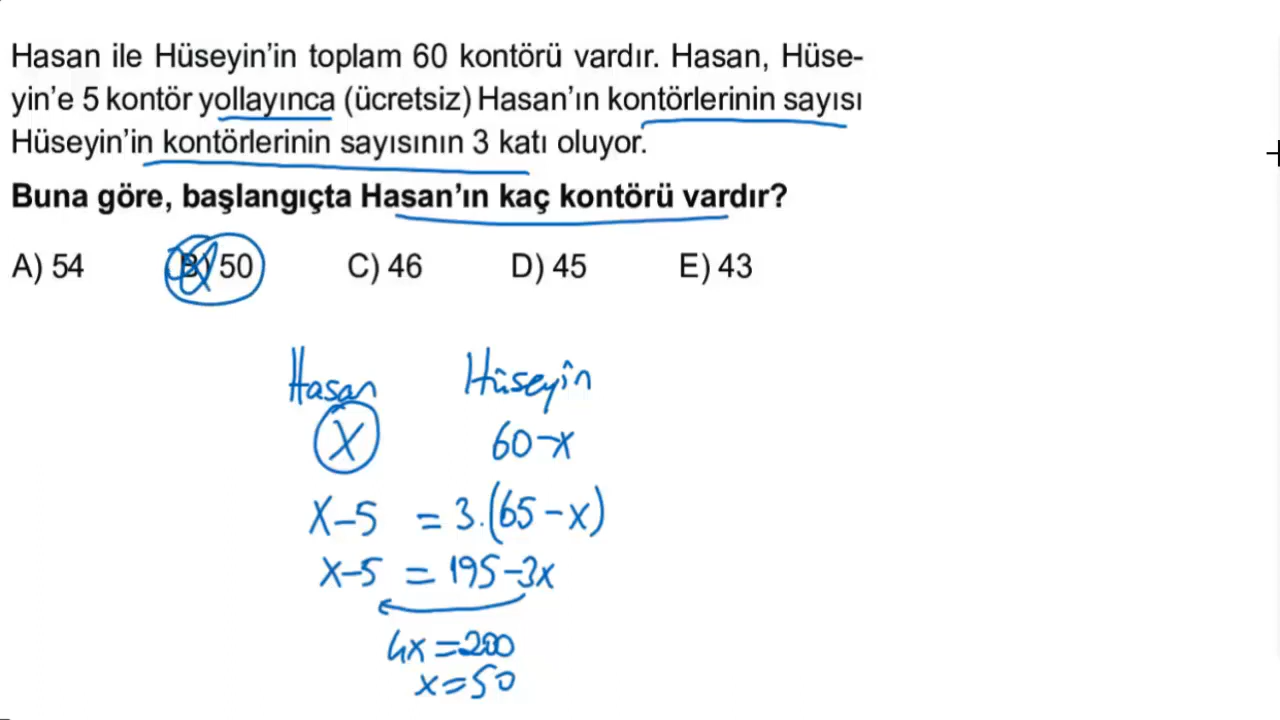 Hasan ile Hüseyin'in toplam 60 kontörü vardır. Hasan, Hüse-
yin'e 5 kontör yollayınca (ücretsiz) Hasan'ın kontörlerinin sayısı
Hüseyin'in kontörlerinin sayısının 3 katı oluyor.
Buna göre, başlangıçta Hasan'ın kaç kontörü vardır?
A) 54 B) 50 C) 46 D) 45 E) 43
Hasan Hüseyin
X 60-x
X-5 = 3.(65-x)
x-5 = 195-3x
4x=200
x=50